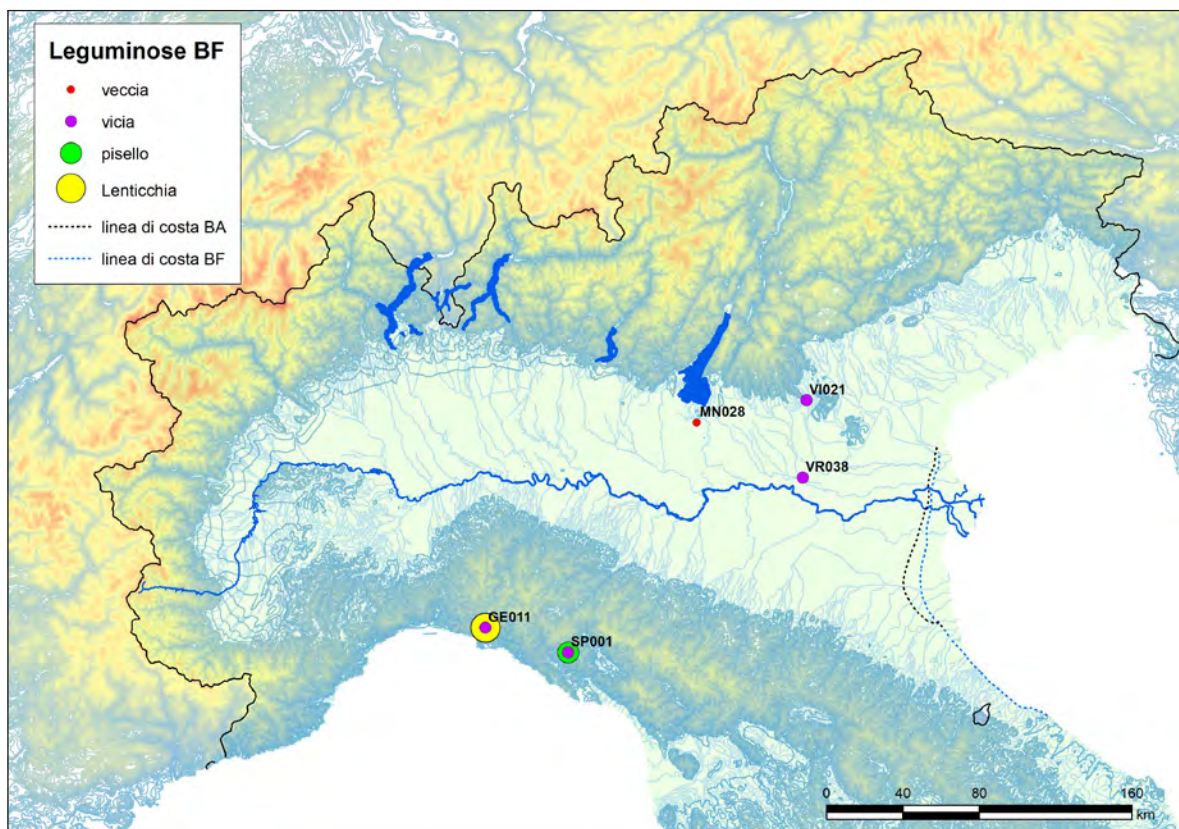 Leguminose BF
veccia
vicia
pisello
Lenticchia
linea di costa BA
linea di costa BF
VI021
MN028
VR038
GE011
SP001
0 40 80 160
km